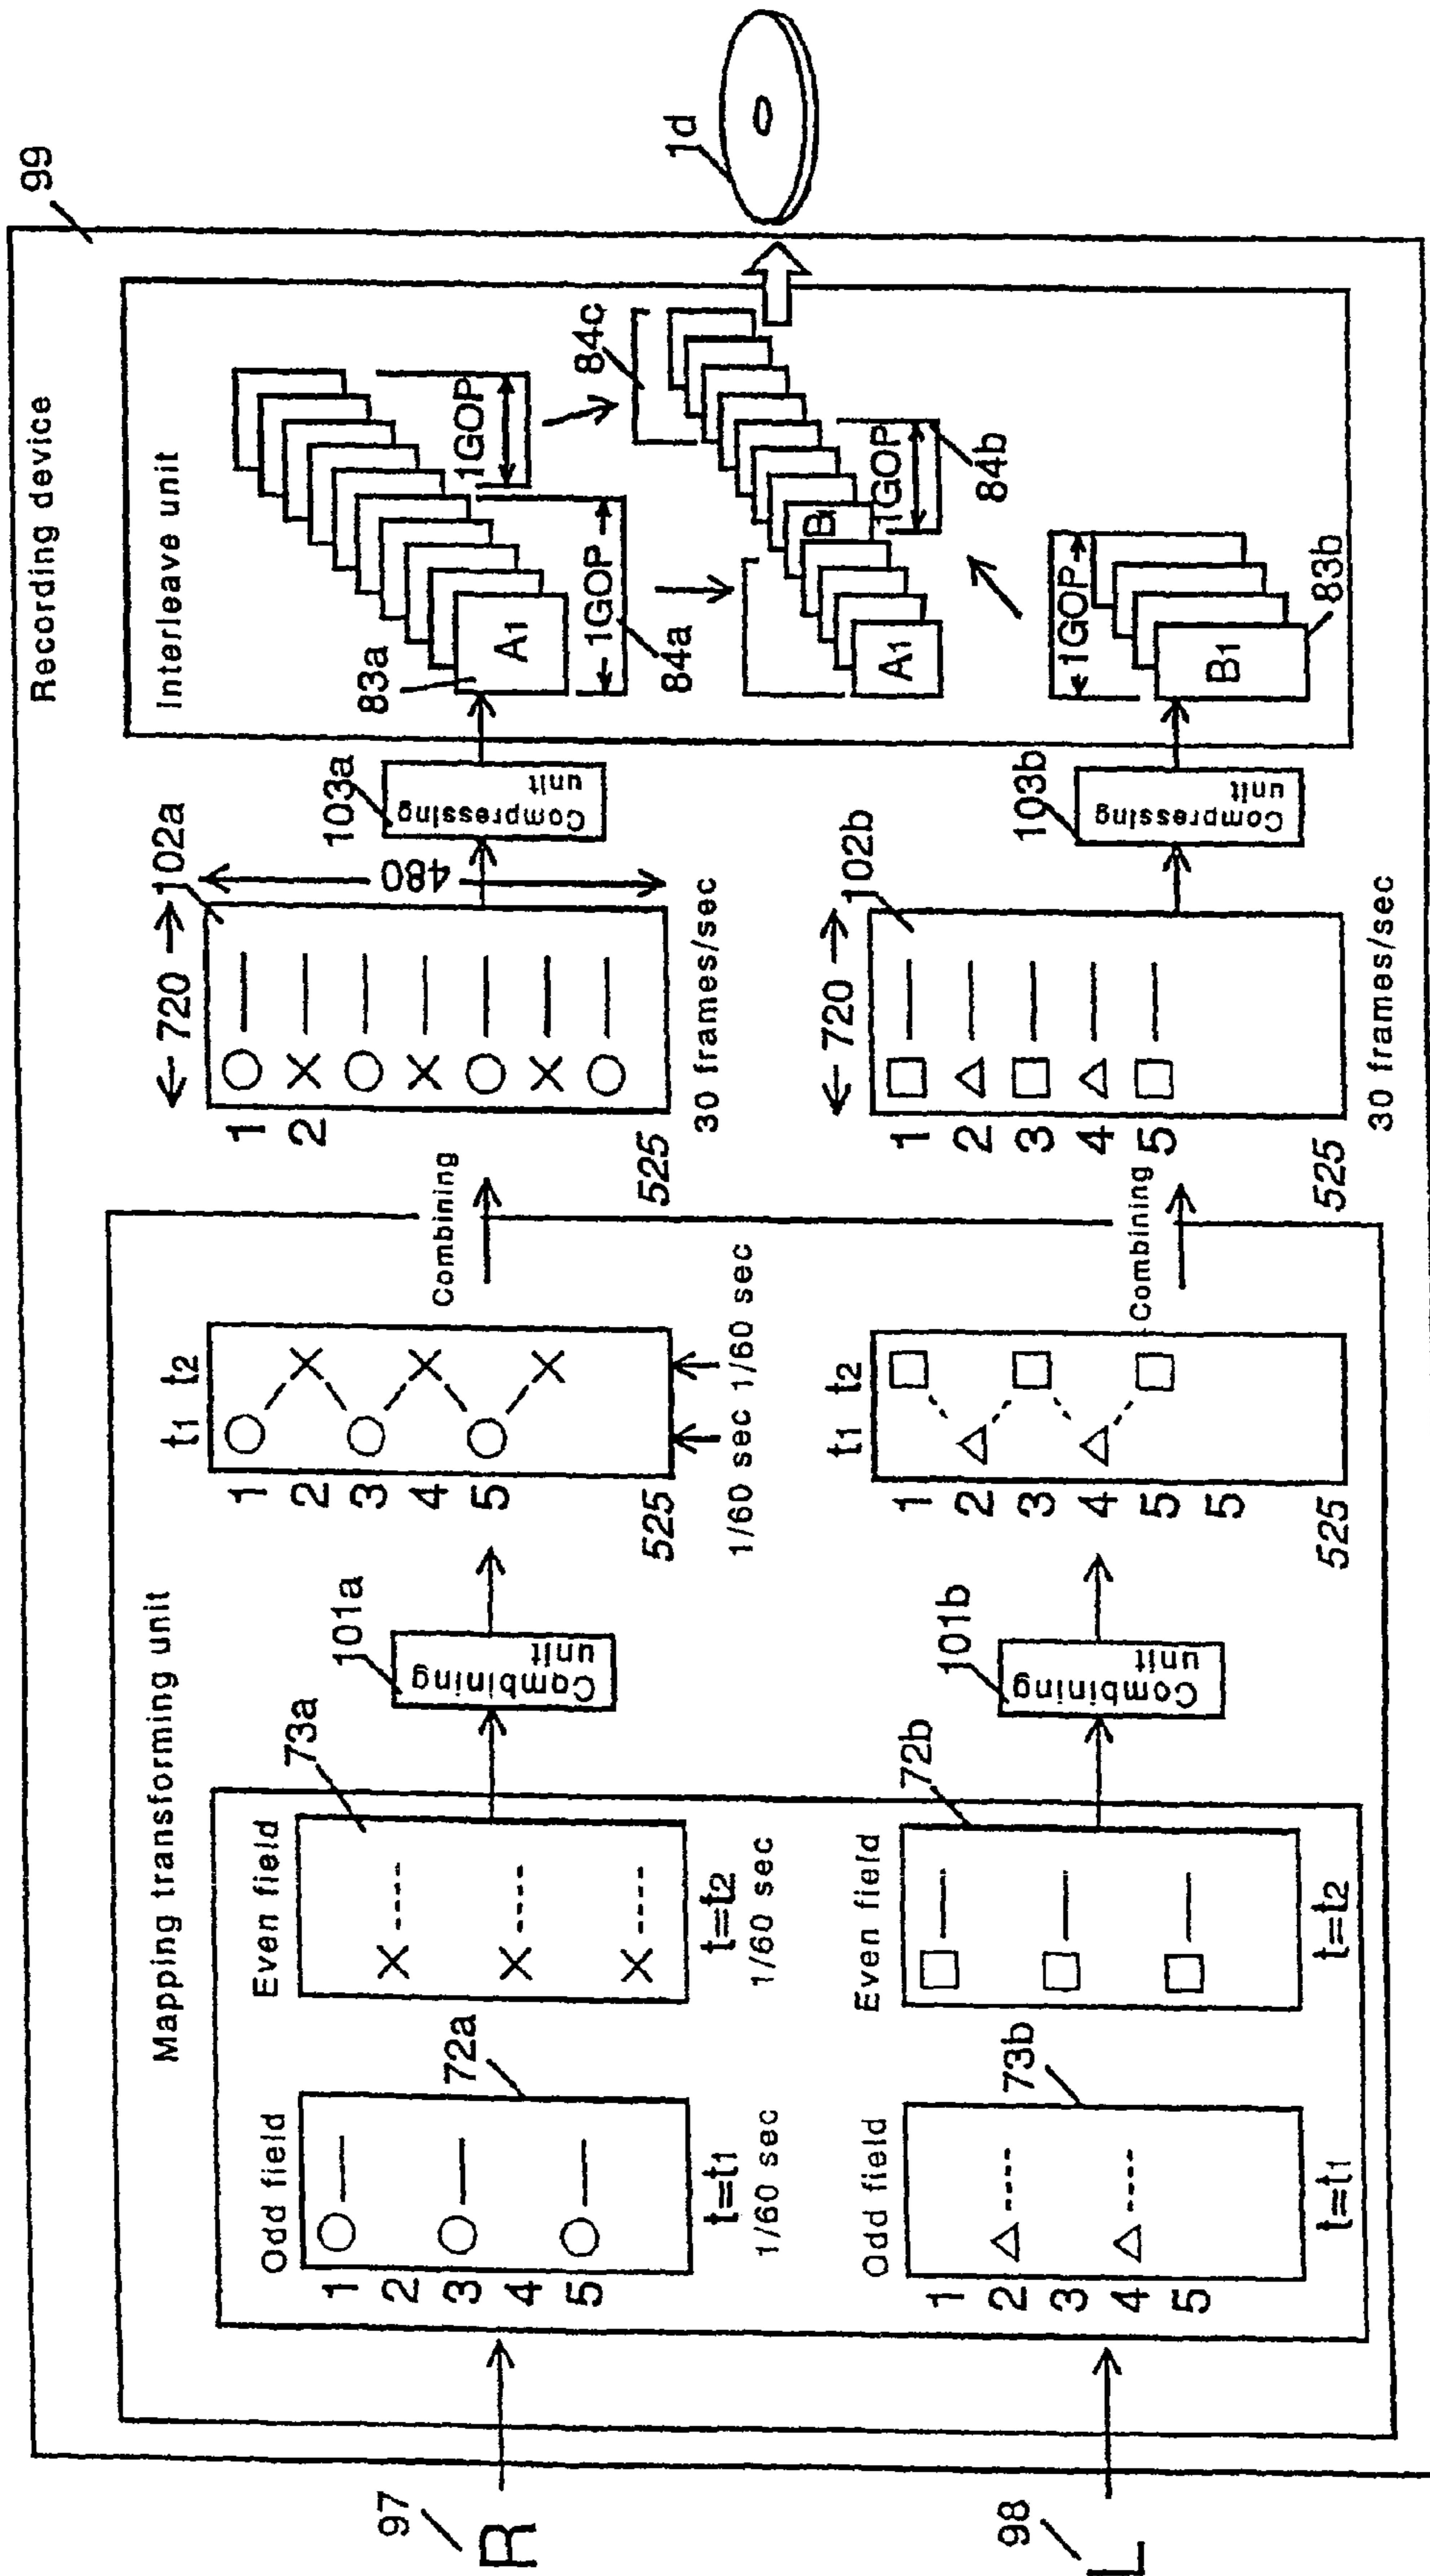 Recording device
99
Mapping transforming unit
Interleave unit
97
R
98
L
Odd field
72a
1
2
3
4
5
t=t1
1/60 sec
Even field
73a
t=t2
1/60 sec
Odd field
73b
1
2
3
4
5
t=t1
Even field
72b
t=t2
101a
Combining
unit
101b
Combining
unit
t1 t2
1
2
3
4
5
525
1/60 sec 1/60 sec
t1 t2
1
2
3
4
5
5
525
Combining
Combining
720
102a
1
2
525
480
30 frames/sec
720
102b
1
2
3
4
5
525
30 frames/sec
103a
Compressing
unit
103b
Compressing
unit
83a
A1
1GOP
84a
1GOP
84c
A1
B
1GOP
84b
1GOP
B1
83b
1d